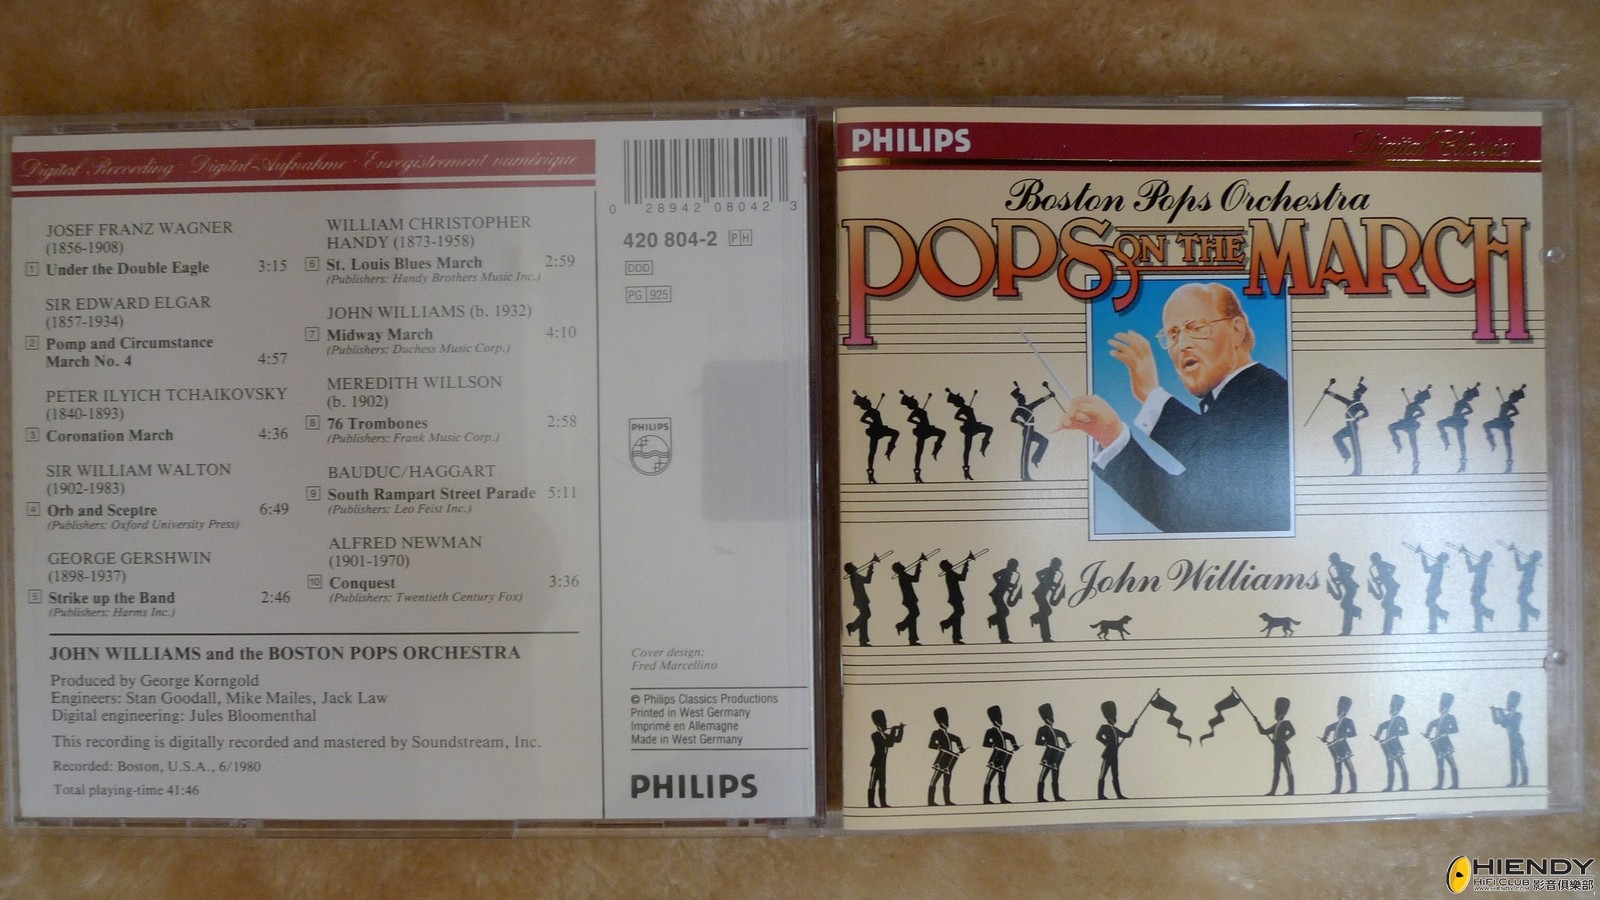 Digital Recording · Digital-Aufnahme · Enregistrement numérique
JOSEF FRANZ WAGNER
(1856-1908)
1 Under the Double Eagle 3:15
SIR EDWARD ELGAR
(1857-1934)
2 Pomp and Circumstance
March No. 4 4:57
PETER ILYICH TCHAIKOVSKY
(1840-1893)
3 Coronation March 4:36
SIR WILLIAM WALTON
(1902-1983)
4 Orb and Sceptre 6:49
(Publishers: Oxford University Press)
GEORGE GERSHWIN
(1898-1937)
5 Strike up the Band 2:46
(Publishers: Harms Inc.)
WILLIAM CHRISTOPHER
HANDY (1873-1958)
6 St. Louis Blues March 2:59
(Publishers: Handy Brothers Music Inc.)
JOHN WILLIAMS (b. 1932)
7 Midway March 4:10
(Publishers: Duchess Music Corp.)
MEREDITH WILLSON
(b. 1902)
8 76 Trombones 2:58
(Publishers: Frank Music Corp.)
BAUDUC/HAGGART
9 South Rampart Street Parade 5:11
(Publishers: Leo Feist Inc.)
ALFRED NEWMAN
(1901-1970)
10 Conquest 3:36
(Publishers: Twentieth Century Fox)
JOHN WILLIAMS and the BOSTON POPS ORCHESTRA
Produced by George Korngold
Engineers: Stan Goodall, Mike Mailes, Jack Law
Digital engineering: Jules Bloomenthal
This recording is digitally recorded and mastered by Soundstream, Inc.
Recorded: Boston, U.S.A., 6/1980
Total playing-time 41:46
0 28942 08042 3
420 804-2 PH
DDD
PG 925
PHILIPS
Cover design:
Fred Marcellino
© Philips Classics Productions
Printed in West Germany
Imprimé en Allemagne
Made in West Germany
PHILIPS
PHILIPS
Digital Classics
Boston Pops Orchestra
POPS ON THE MARCH
John Williams
HIENDY
HIFI CLUB 影音俱樂部